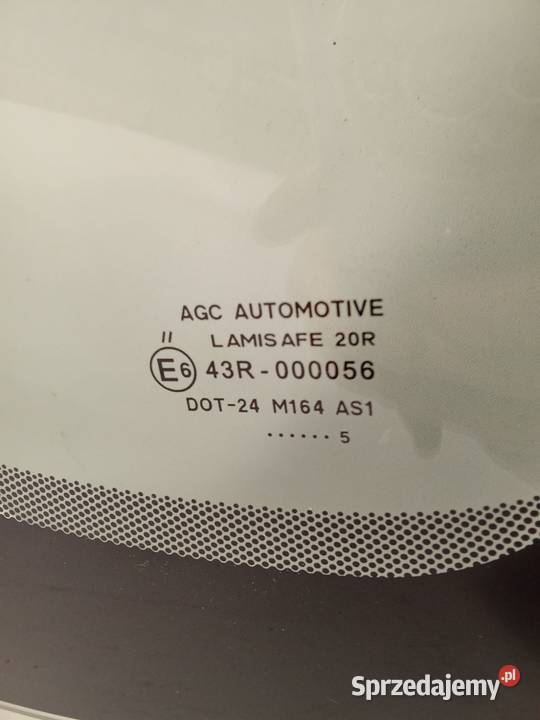 AGC AUTOMOTIVE
II LAMISAFE 20R
E6 43R-000056
DOT-24 M164 AS1
...... 5
Sprzedajemy.pl